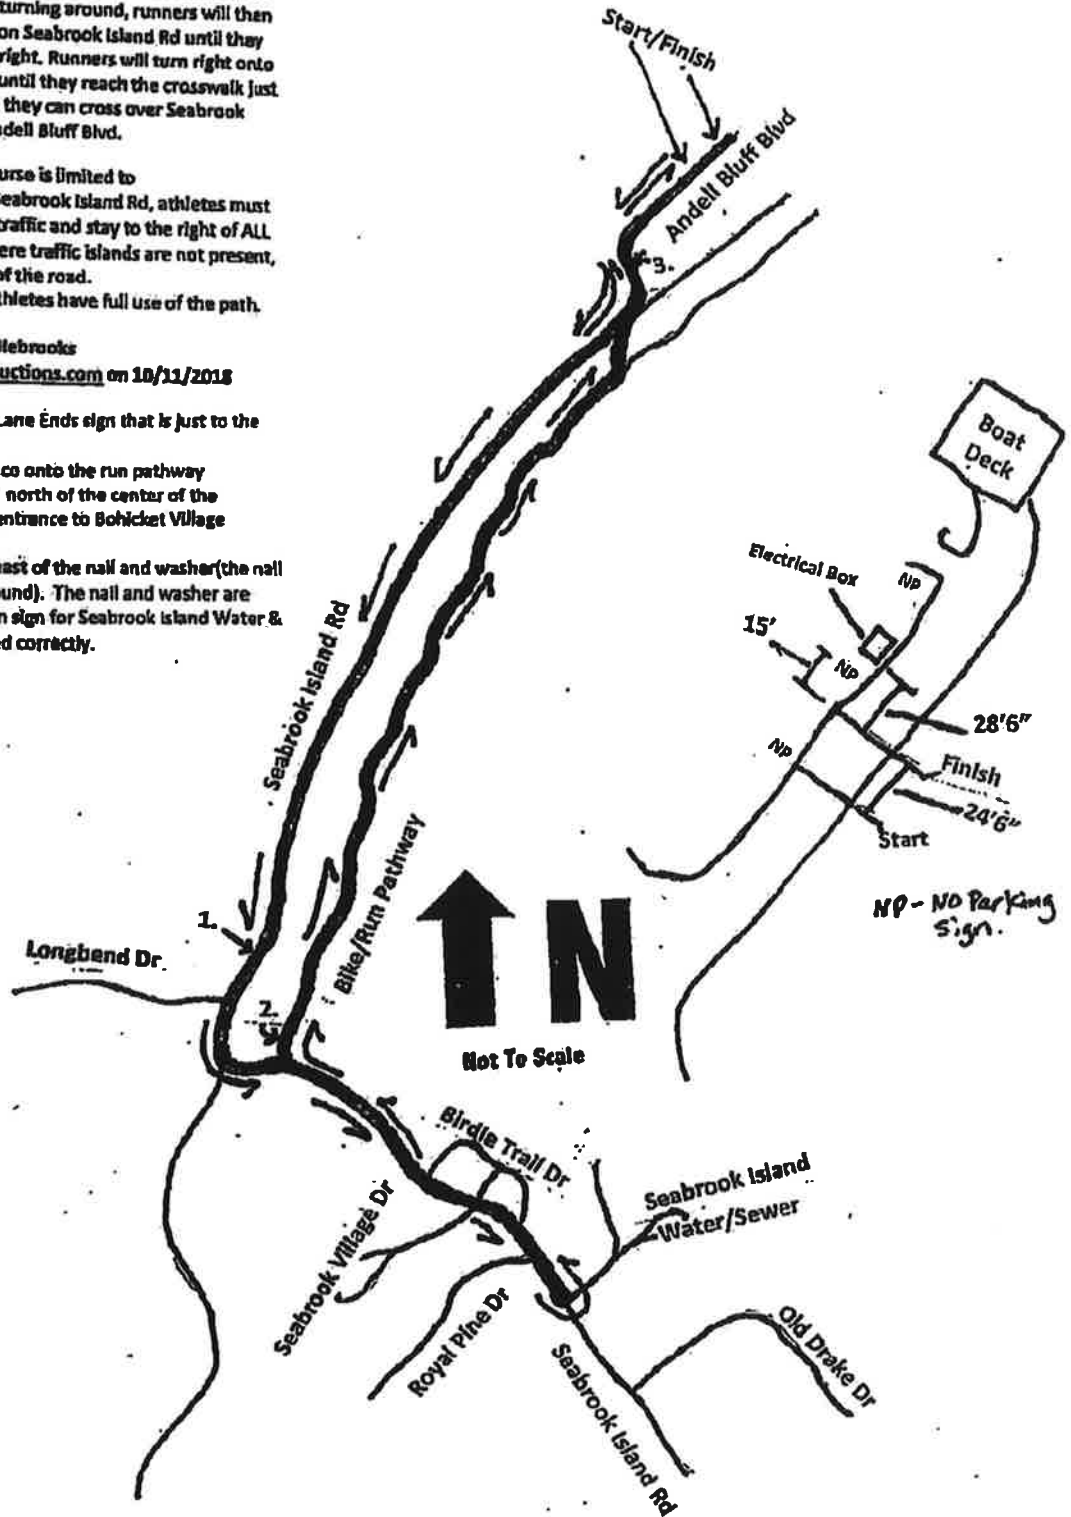 turning around, runners will then
on Seabrook Island Rd until they
right. Runners will turn right onto
until they reach the crosswalk just
they can cross over Seabrook
dell Bluff Blvd.
urse is limited to
eabrook Island Rd, athletes must
traffic and stay to the right of ALL
ere traffic islands are not present,
of the road.
thletes have full use of the path.
llebrooks
uctions.com on 10/11/2018
Lane Ends sign that is just to the
co onto the run pathway
north of the center of the
entrance to Bohicket Village
east of the nail and washer(the nail
und). The nail and washer are
n sign for Seabrook Island Water &
ed correctly.
Start/Finish
Andell Bluff Blvd
3.
Boat
Deck
Electrical Box
NP
15'
NP
28'6"
NP
Finish
24'6"
Start
NP - NO Parking
Sign.
Seabrook Island Rd
Bike/Run Pathway
1.
Longbend Dr
2.
N
Not To Scale
Birdie Trail Dr
Seabrook Village Dr
Seabrook Island
Water/Sewer
Royal Pine Dr
Old Drake Dr
Seabrook Island Rd